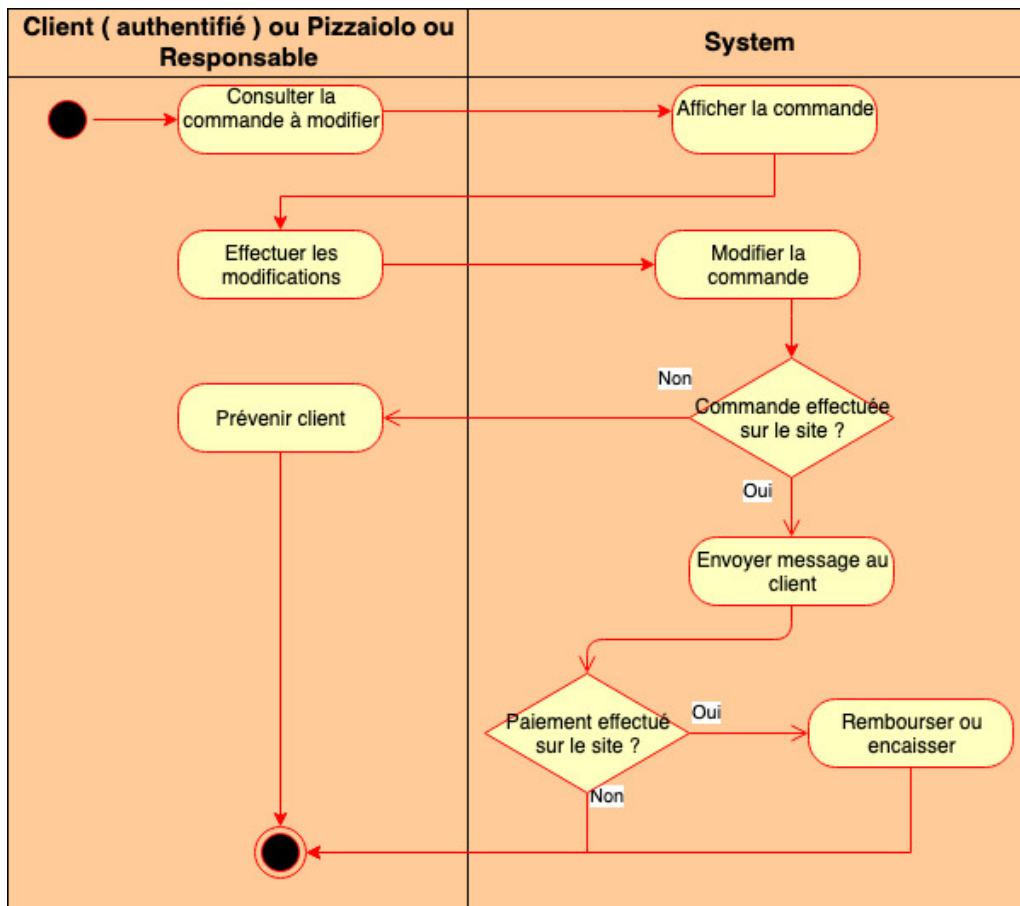 Client ( authentifié ) ou Pizzaiolo ou
Responsable
System
Consulter la
commande à modifier
Afficher la commande
Effectuer les
modifications
Modifier la
commande
Non
Commande effectuée
sur le site ?
Prévenir client
Oui
Envoyer message au
client
Paiement effectué
sur le site ?
Oui
Rembourser ou
encaisser
Non